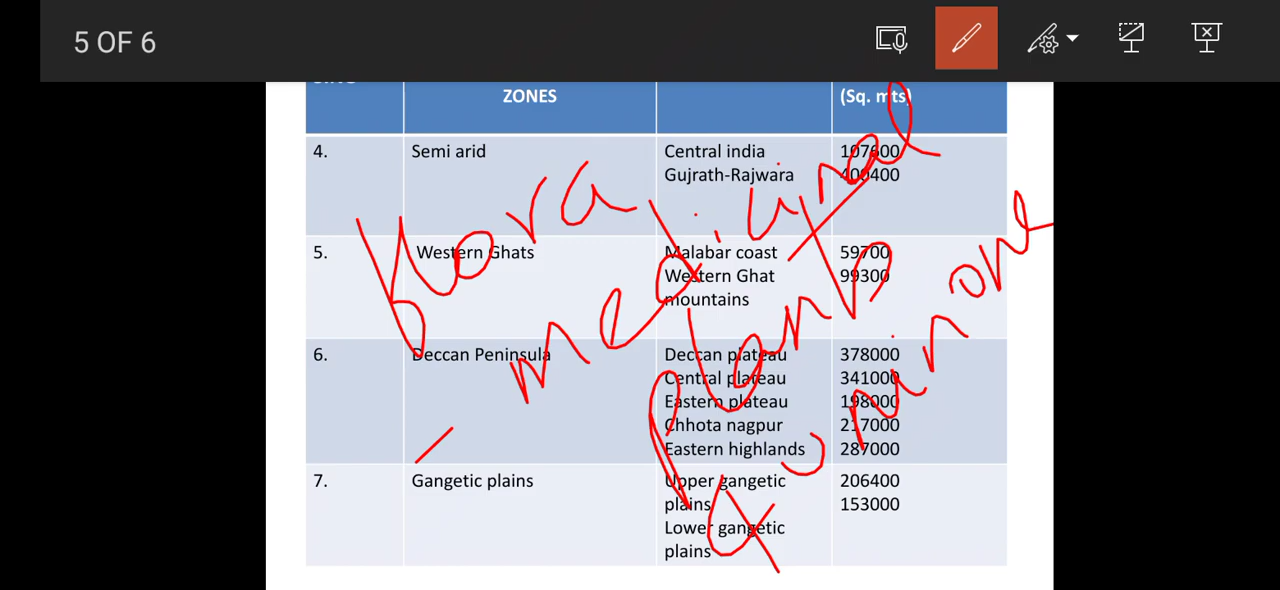 5 OF 6
ZONES (Sq. mts)
4. Semi arid Central india 107600
Gujrath-Rajwara 400400
5. Western Ghats Malabar coast 59700
Western Ghat 99300
mountains
6. Deccan Peninsula Deccan plateau 378000
Central plateau 341000
Eastern plateau 198000
Chhota nagpur 217000
Eastern highlands 287000
7. Gangetic plains Upper gangetic 206400
plains 153000
Lower gangetic
plains
plants